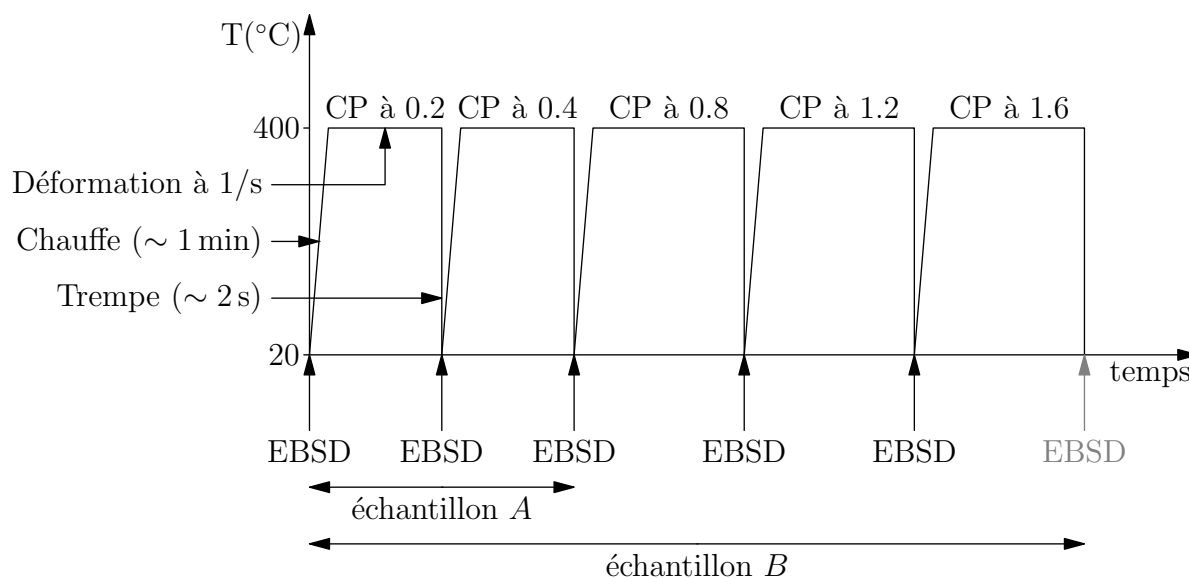 T(°C)
CP à 0.2 CP à 0.4 CP à 0.8 CP à 1.2 CP à 1.6
400
Déformation à 1/s
Chauffe (∼ 1 min)
Trempe (∼ 2 s)
20
temps
EBSD EBSD EBSD EBSD EBSD EBSD
échantillon A
échantillon B